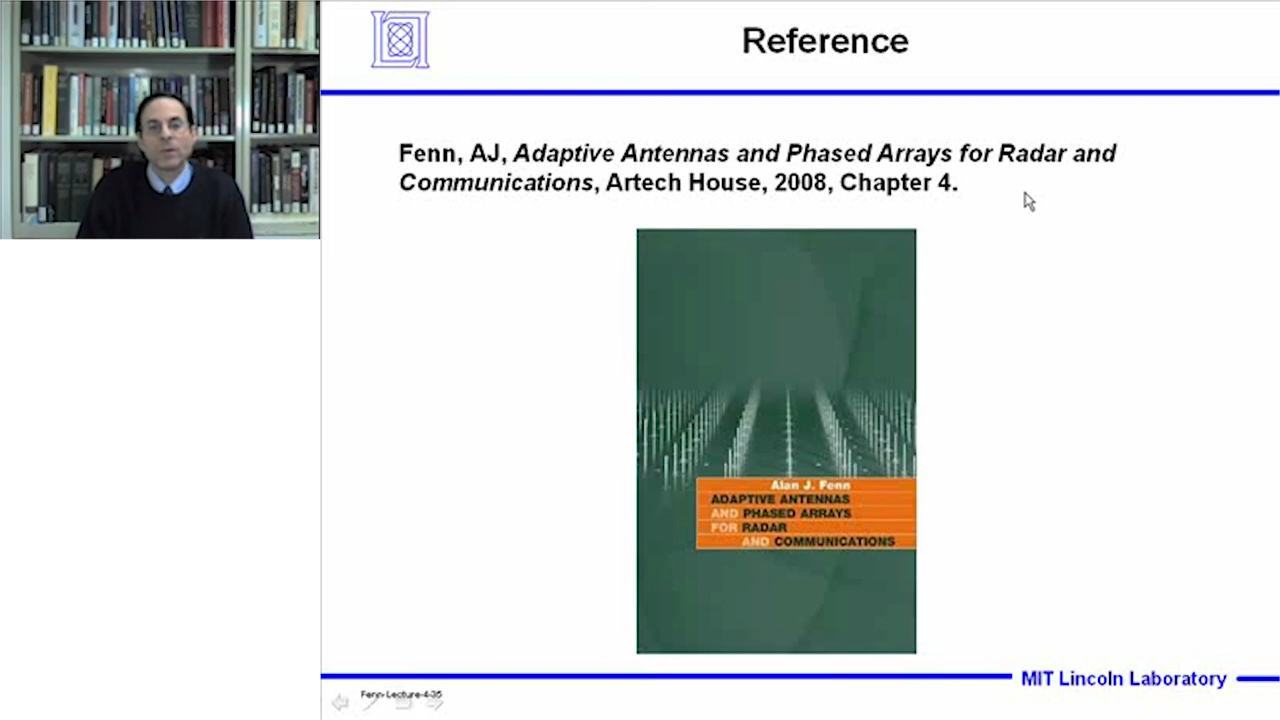 Reference
Fenn, AJ, Adaptive Antennas and Phased Arrays for Radar and
Communications, Artech House, 2008, Chapter 4.
Alan J. Fenn
ADAPTIVE ANTENNAS
AND PHASED ARRAYS
FOR RADAR
AND COMMUNICATIONS
MIT Lincoln Laboratory
Fenn-Lecture-4-35